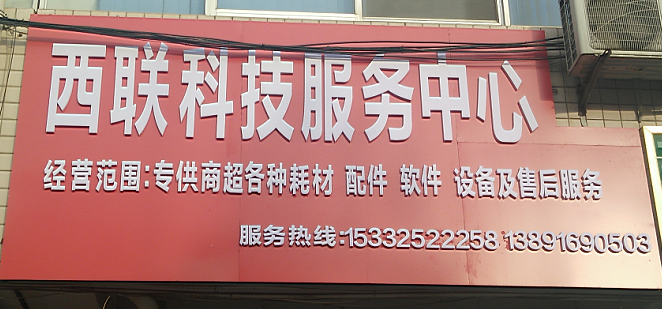 西联科技服务中心
经营范围:专供商超各种耗材 配件 软件 设备及售后服务
服务热线:15332522258 13891690503